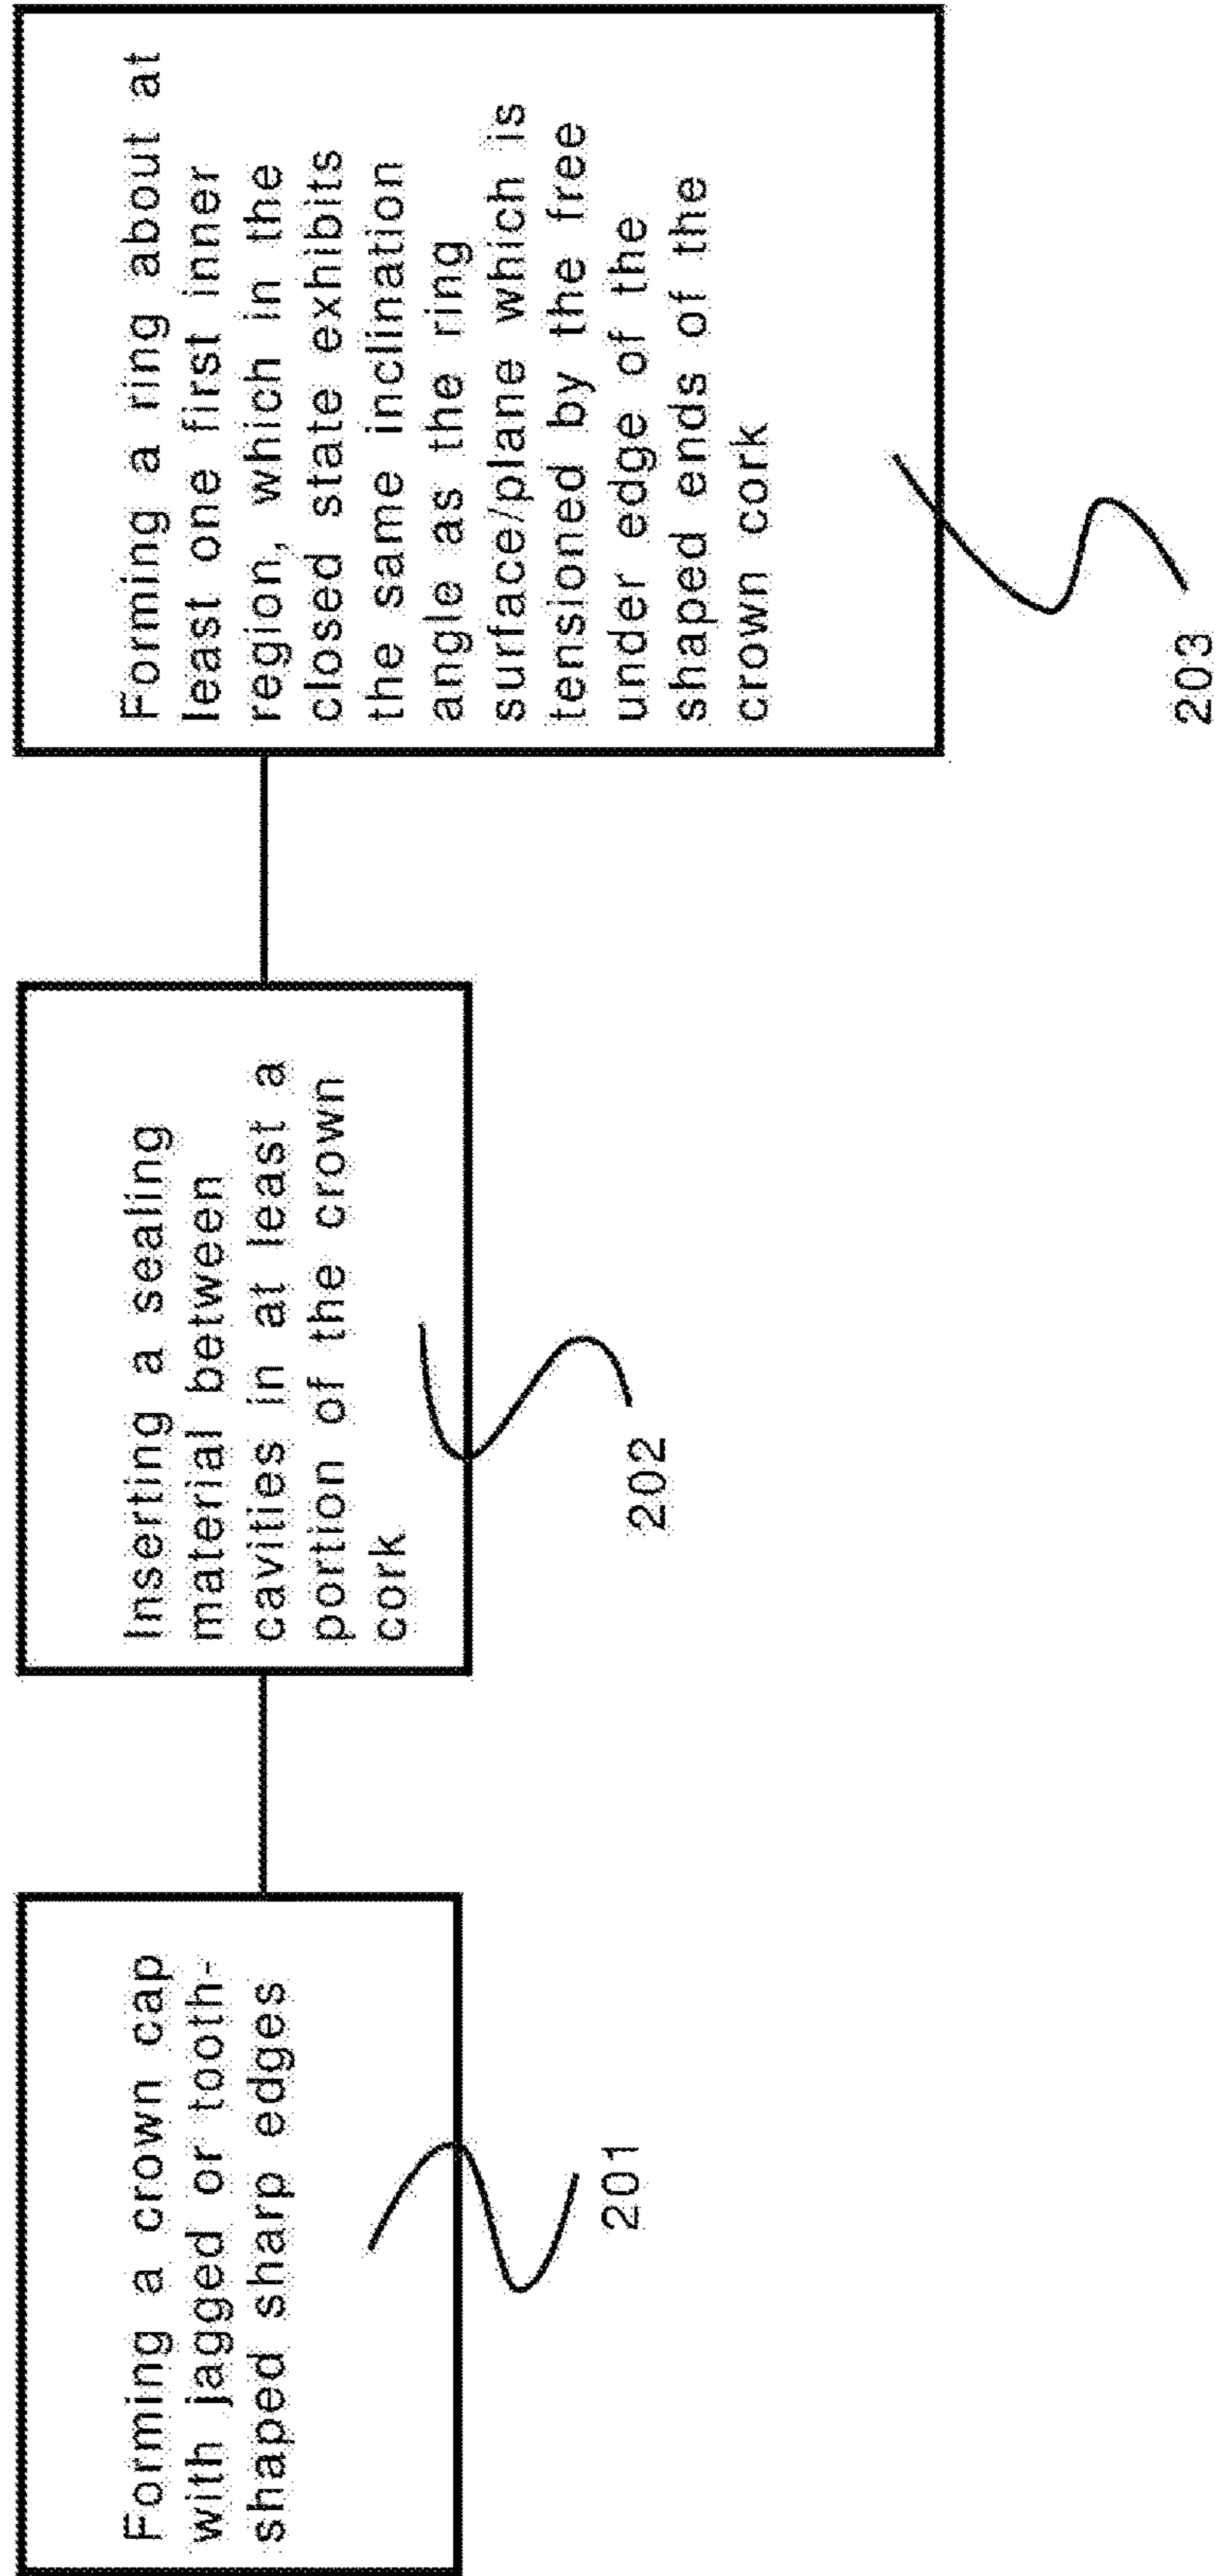 Forming a crown cap
with jagged or tooth-
shaped sharp edges
201
Inserting a sealing
material between
cavities in at least a
portion of the crown
cork
202
Forming a ring about at
least one first inner
region, which in the
closed state exhibits
the same inclination
angle as the ring
surface/plane which is
tensioned by the free
under edge of the
shaped ends of the
crown cork
203